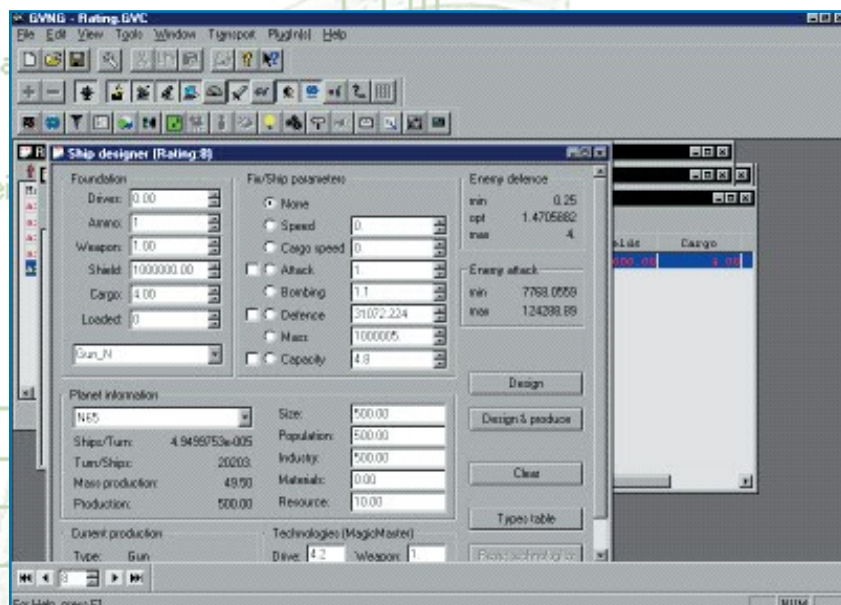 GVNG - Rating.GVC
File Edit View Tools Window Transport Plugin(s) Help
Ship designer (Rating:8)
Foundation
Drives: 0.00
Ammo: 1
Weapon: 1.00
Shield: 1000000.00
Cargo: 4.00
Loaded: 0
Gun_N
Fix/Ship parameters
None
Speed 0.
Cargo speed 0.
Attack 1.
Bombing 1.1
Defence 31072.224
Mass 1000005.
Capacity 4.8
Enemy defence
min 0.25
opt 1.4705882
max 4.
Enemy attack
min 7768.0559
max 124288.89
Cargo
4.00
Design
Design & produce
Clear
Types table
Planet information
N65
Ships/Turn: 4.9499753e-005
Turn/Ships: 20203.
Mass production: 49.50
Production: 500.00
Size: 500.00
Population: 500.00
Industry: 500.00
Materials: 0.00
Resource: 10.00
Current production
Type: Gun
Technologies (MagicMaster)
Drive: 4.2 Weapon: 1.
8
For Help, press F1
NUM